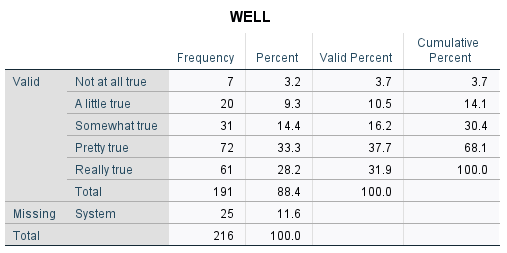 WELL
Frequency Percent Valid Percent Cumulative Percent
Valid Not at all true 7 3.2 3.7 3.7
A little true 20 9.3 10.5 14.1
Somewhat true 31 14.4 16.2 30.4
Pretty true 72 33.3 37.7 68.1
Really true 61 28.2 31.9 100.0
Total 191 88.4 100.0
Missing System 25 11.6
Total 216 100.0